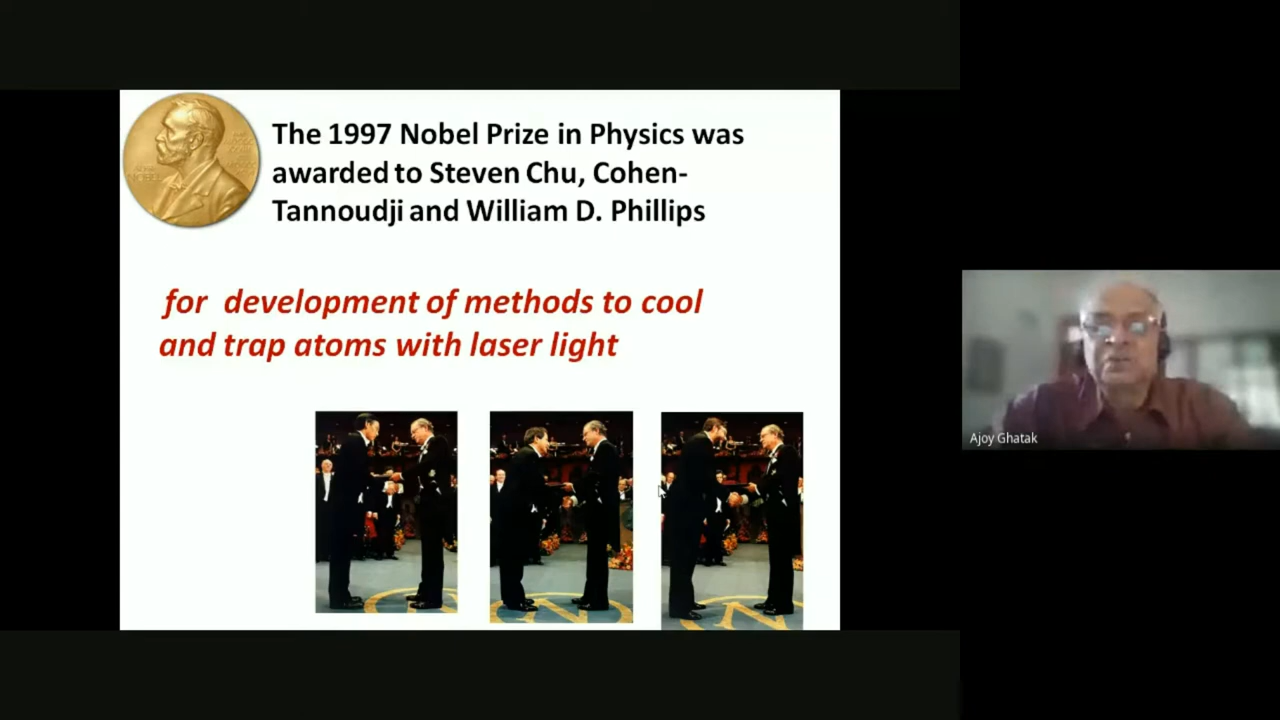 The 1997 Nobel Prize in Physics was
awarded to Steven Chu, Cohen-
Tannoudji and William D. Phillips
for development of methods to cool
and trap atoms with laser light
Ajoy Ghatak